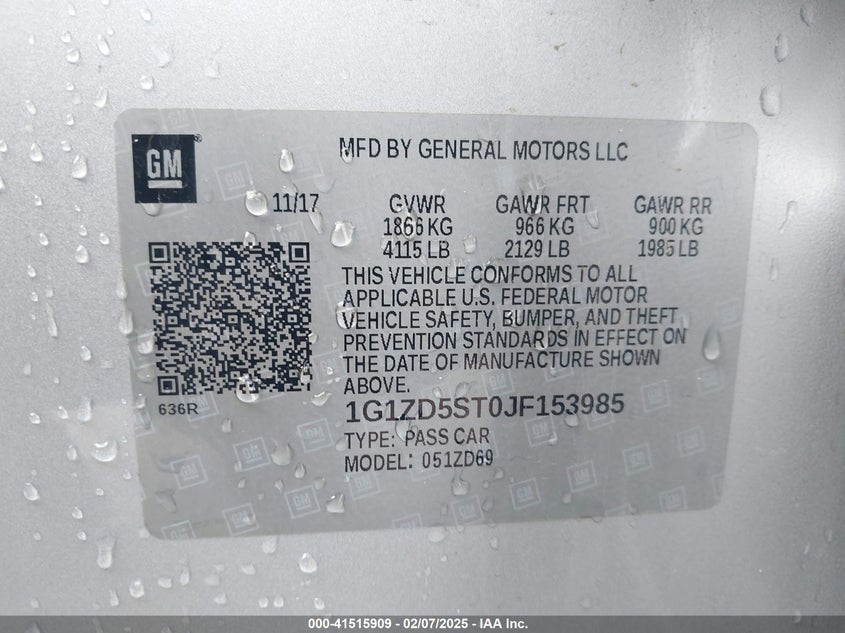 GM
MFD BY GENERAL MOTORS LLC
11/17 GVWR GAWR FRT GAWR RR
1866 KG 966 KG 900 KG
4115 LB 2129 LB 1985 LB
THIS VEHICLE CONFORMS TO ALL
APPLICABLE U.S. FEDERAL MOTOR
VEHICLE SAFETY, BUMPER, AND THEFT
PREVENTION STANDARDS IN EFFECT ON
THE DATE OF MANUFACTURE SHOWN
ABOVE.
636R
1G1ZD5ST0JF153985
TYPE: PASS CAR
MODEL: 051ZD69
000-41515909 - 02/07/2025 - IAA Inc.